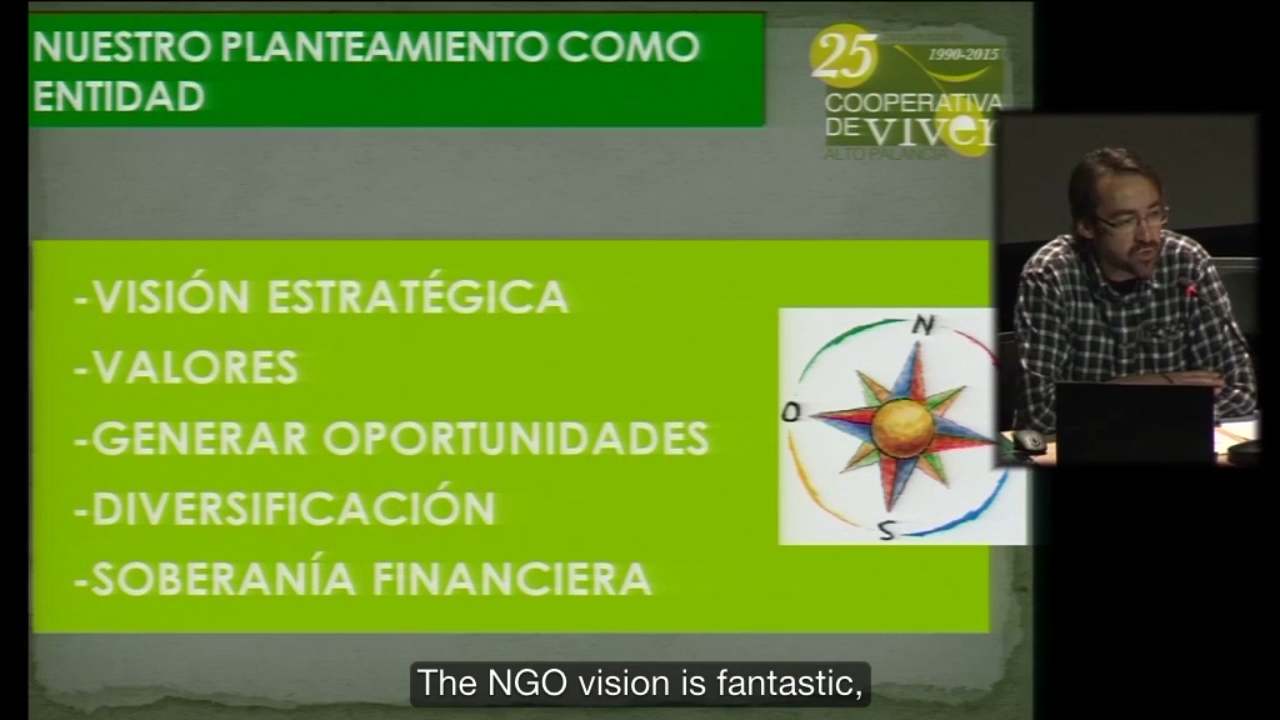 NUESTRO PLANTEAMIENTO COMO
ENTIDAD
25
1990-2015
COOPERATIVA
DE viver
ALTO PALANCIA
-VISIÓN ESTRATÉGICA
-VALORES
-GENERAR OPORTUNIDADES
-DIVERSIFICACIÓN
-SOBERANÍA FINANCIERA
N
O
S
The NGO vision is fantastic,